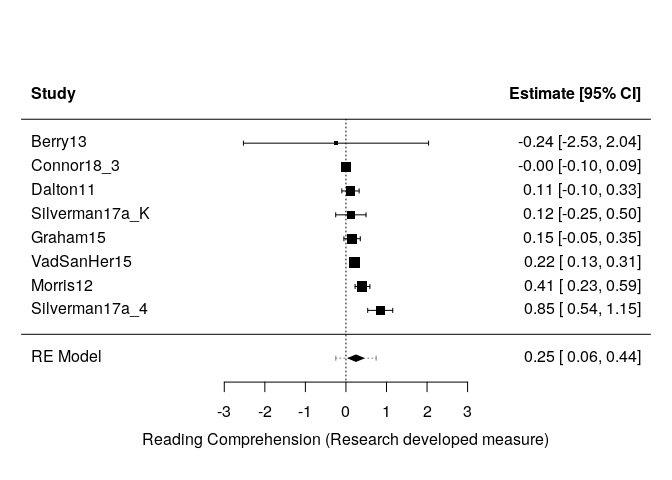 Study Estimate [95% CI]
Berry13 -0.24 [-2.53, 2.04]
Connor18_3 -0.00 [-0.10, 0.09]
Dalton11 0.11 [-0.10, 0.33]
Silverman17a_K 0.12 [-0.25, 0.50]
Graham15 0.15 [-0.05, 0.35]
VadSanHer15 0.22 [ 0.13, 0.31]
Morris12 0.41 [ 0.23, 0.59]
Silverman17a_4 0.85 [ 0.54, 1.15]
RE Model 0.25 [ 0.06, 0.44]
-3 -2 -1 0 1 2 3
Reading Comprehension (Research developed measure)